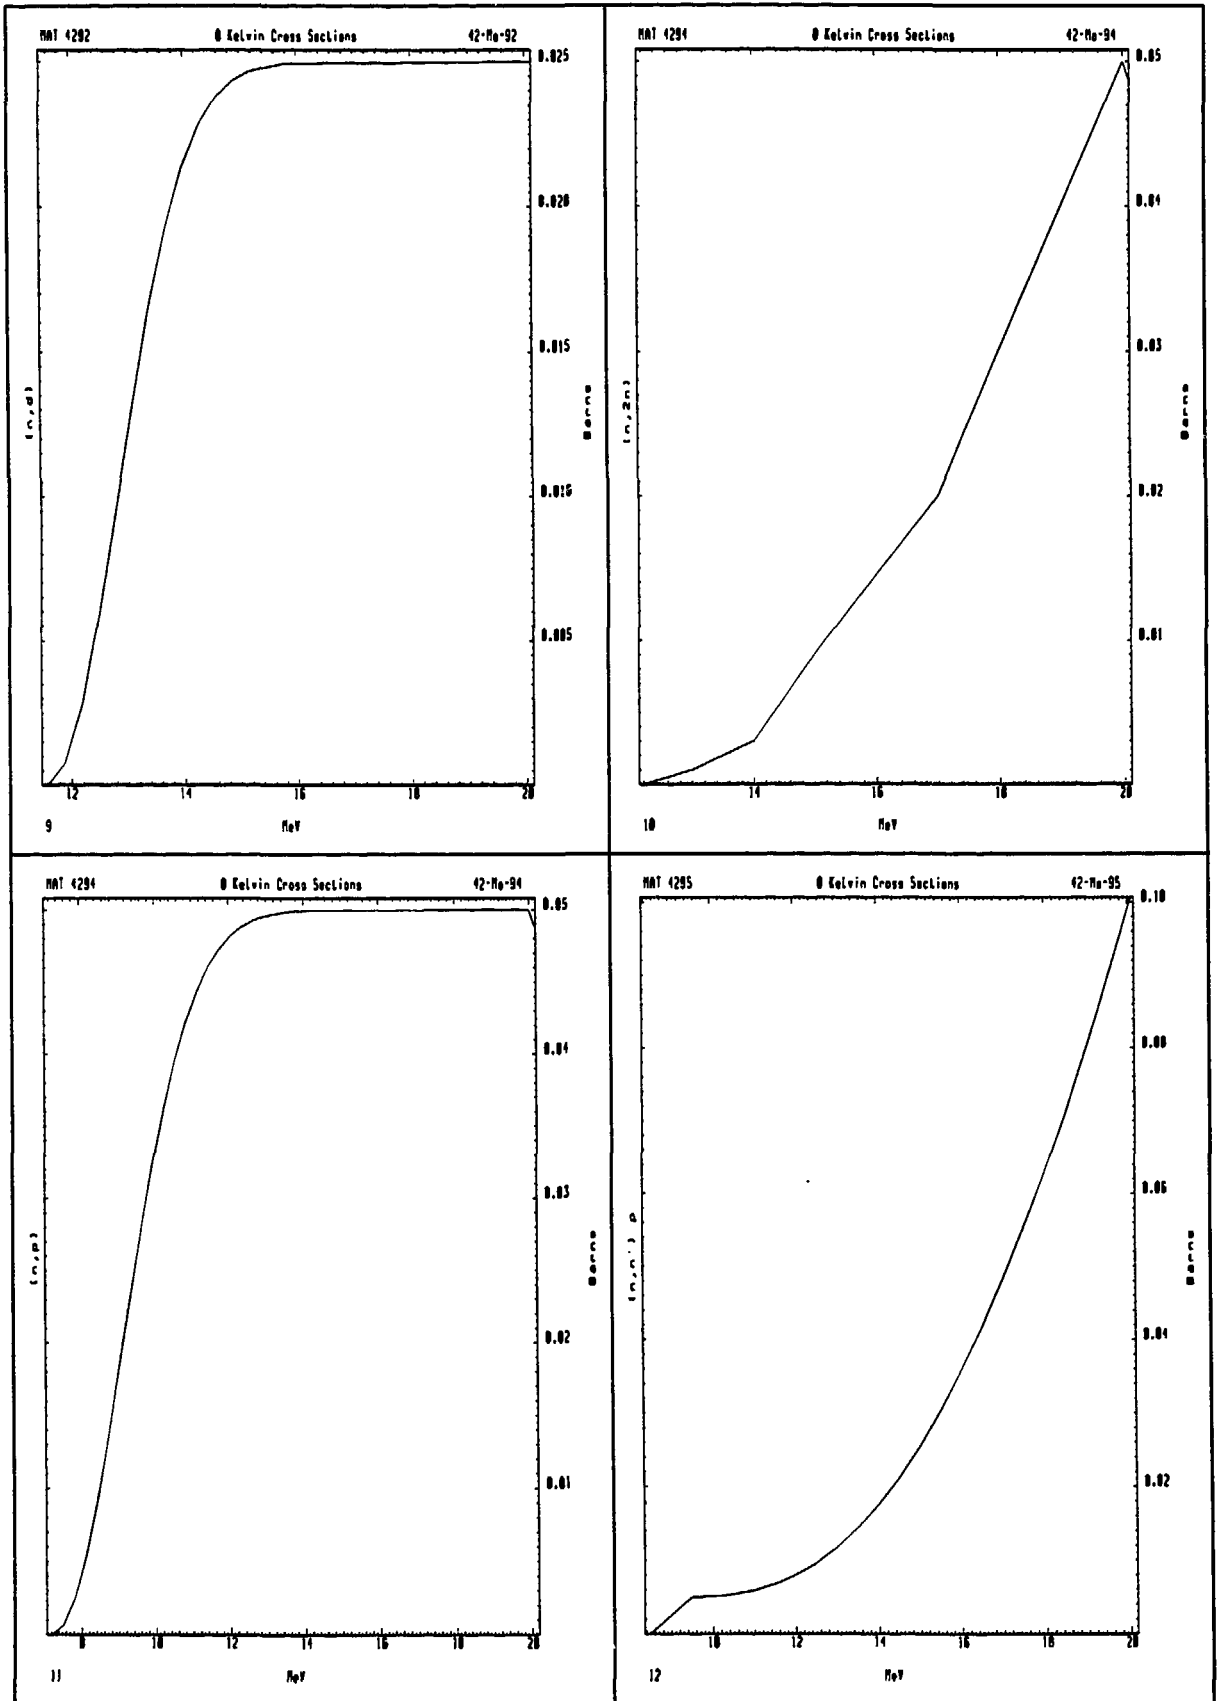 MAT 4292 0 Kelvin Cross Sections 42-Mo-92
0.025
0.020
0.015
0.010
0.005
(n,d)
Barns
12 14 16 18 20
9 MeV
MAT 4294 0 Kelvin Cross Sections 42-Mo-94
0.05
0.04
0.03
0.02
0.01
(n,2n)
Barns
14 16 18 20
10 MeV
MAT 4294 0 Kelvin Cross Sections 42-Mo-94
0.05
0.04
0.03
0.02
0.01
(n,p)
Barns
8 10 12 14 16 18 20
11 MeV
MAT 4295 0 Kelvin Cross Sections 42-Mo-95
0.10
0.08
0.06
0.04
0.02
(n,n') p
Barns
10 12 14 16 18 20
12 MeV